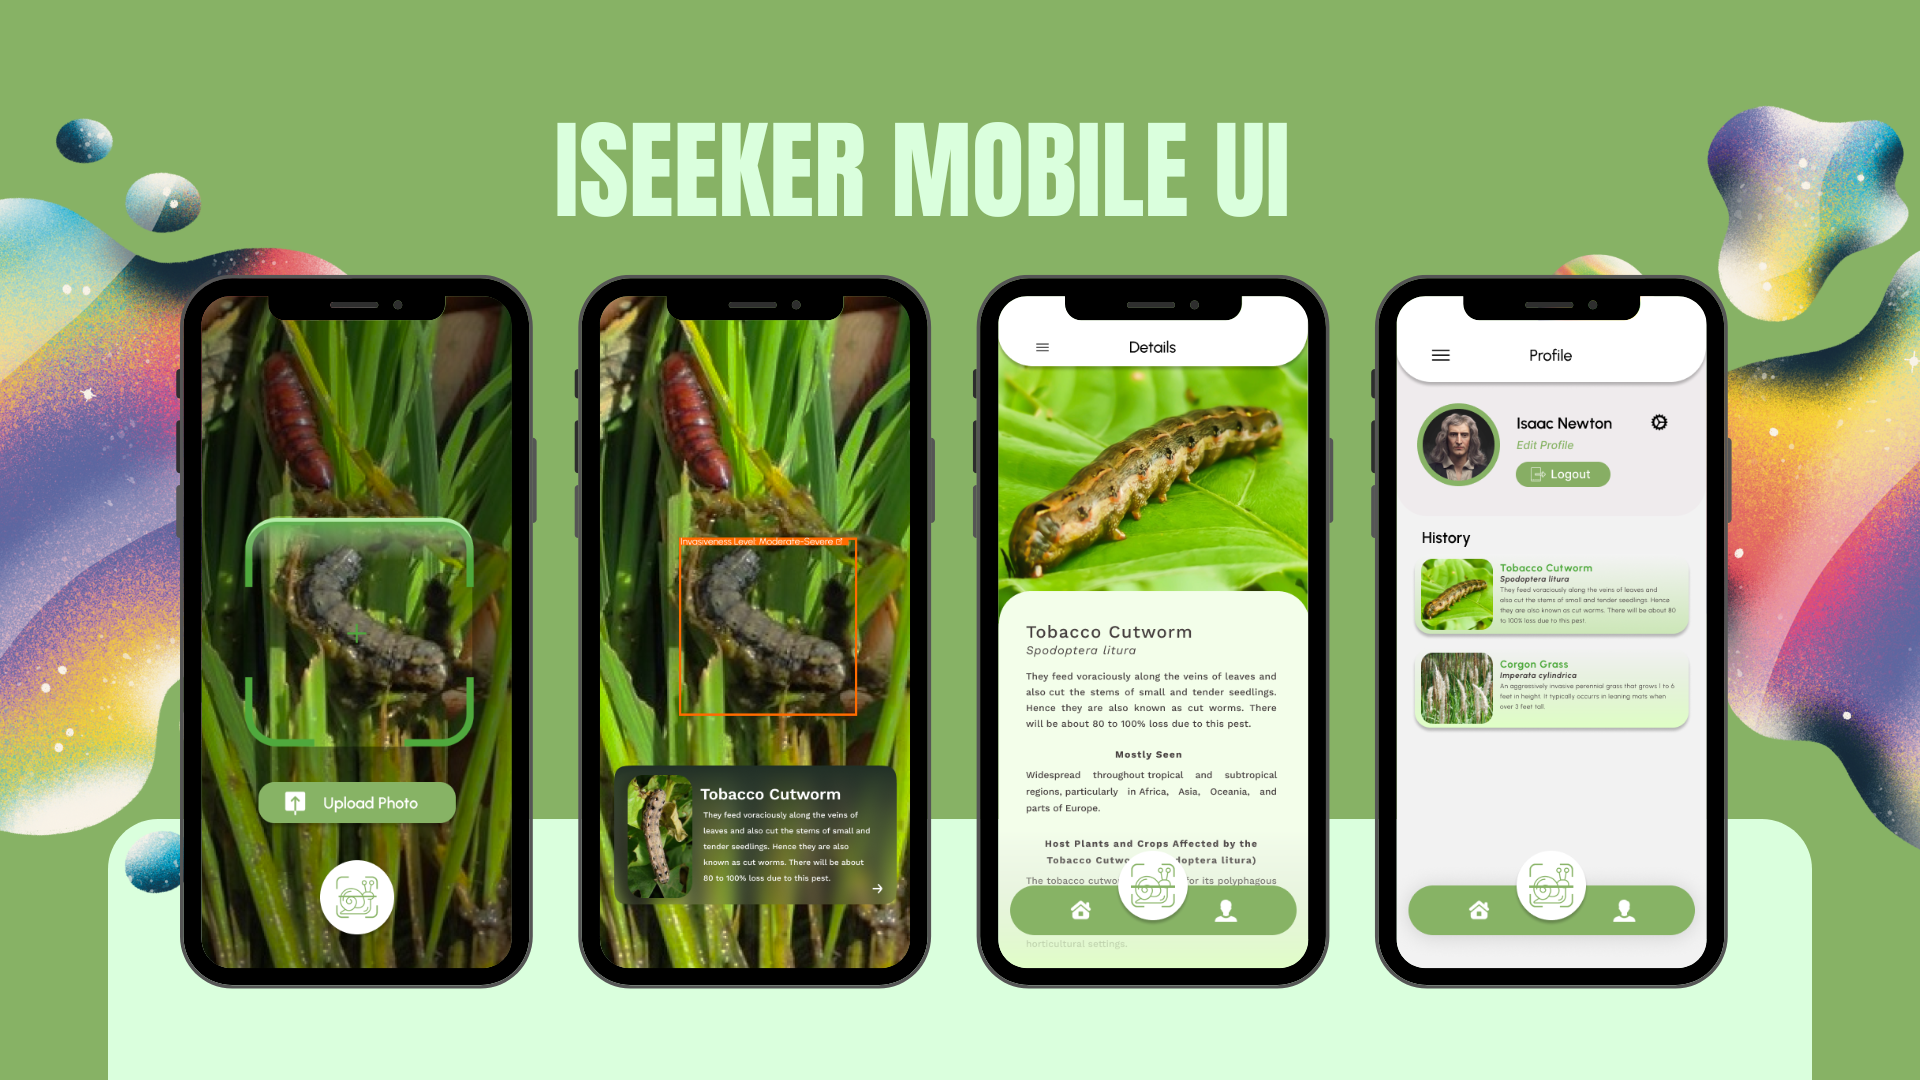 ISEEKER MOBILE UI
Upload Photo
Invasiveness Level: Moderate-Severe
Tobacco Cutworm
They feed voraciously along the veins of
leaves and also cut the stems of small and
tender seedlings. Hence they are also
known as cut worms. There will be about
80 to 100% loss due to this pest.
Details
Tobacco Cutworm
Spodoptera litura
They feed voraciously along the veins of leaves and
also cut the stems of small and tender seedlings.
Hence they are also known as cut worms. There
will be about 80 to 100% loss due to this pest.
Mostly Seen
Widespread throughout tropical and subtropical
regions, particularly in Africa, Asia, Oceania, and
parts of Europe.
Host Plants and Crops Affected by the
Tobacco Cutwo doptera litura)
The tobacco cutwo for its polyphagous
horticultural settings.
Profile
Isaac Newton
Edit Profile
Logout
History
Tobacco Cutworm
Spodoptera litura
They feed voraciously along the veins of leaves and
also cut the stems of small and tender seedlings. Hence
they are also known as cut worms. There will be about 80
to 100% loss due to this pest.
Corgon Grass
Imperata cylindrica
An aggressively invasive perennial grass that grows 1 to 6
feet in height. It typically occurrs in leaning mats when
over 3 feet tall.